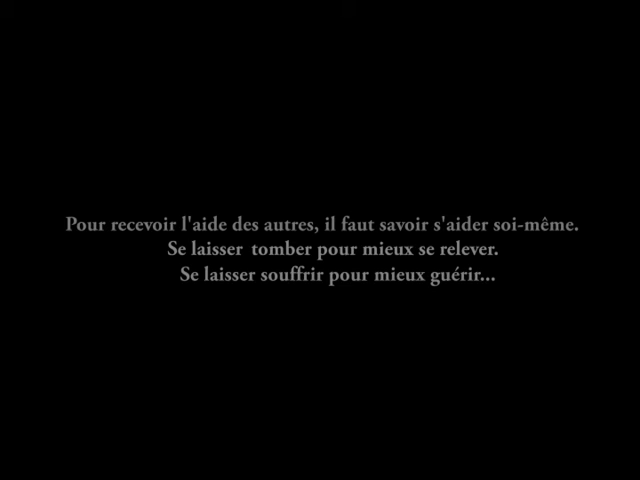 Pour recevoir l'aide des autres, il faut savoir s'aider soi-même.
Se laisser tomber pour mieux se relever.
Se laisser souffrir pour mieux guérir...